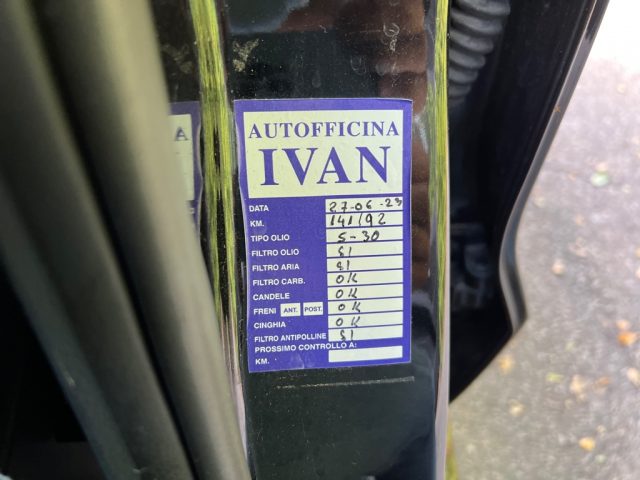 AUTOFFICINA
IVAN
DATA 27-06-23
KM. 141192
TIPO OLIO 5-30
FILTRO OLIO SI
FILTRO ARIA SI
FILTRO CARB. OK
CANDELE OK
FRENI ANT. POST. OK
CINGHIA OK
FILTRO ANTIPOLLINE SI
PROSSIMO CONTROLLO A:
KM.